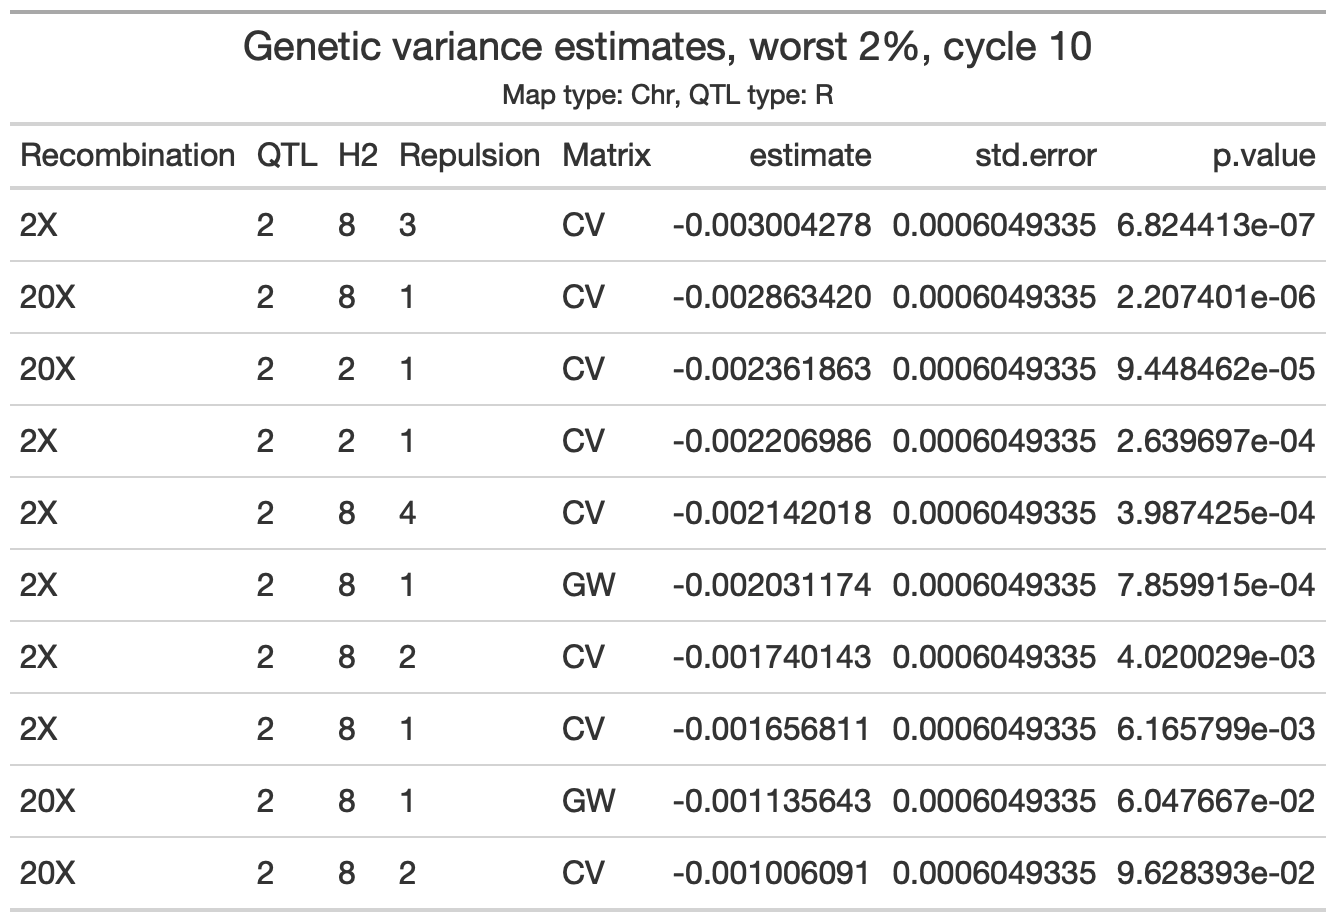 Genetic variance estimates, worst 2%, cycle 10
Map type: Chr, QTL type: R
Recombination QTL H2 Repulsion Matrix estimate std.error p.value
2X 2 8 3 CV -0.003004278 0.0006049335 6.824413e-07
20X 2 8 1 CV -0.002863420 0.0006049335 2.207401e-06
20X 2 2 1 CV -0.002361863 0.0006049335 9.448462e-05
2X 2 2 1 CV -0.002206986 0.0006049335 2.639697e-04
2X 2 8 4 CV -0.002142018 0.0006049335 3.987425e-04
2X 2 8 1 GW -0.002031174 0.0006049335 7.859915e-04
2X 2 8 2 CV -0.001740143 0.0006049335 4.020029e-03
2X 2 8 1 CV -0.001656811 0.0006049335 6.165799e-03
20X 2 8 1 GW -0.001135643 0.0006049335 6.047667e-02
20X 2 8 2 CV -0.001006091 0.0006049335 9.628393e-02